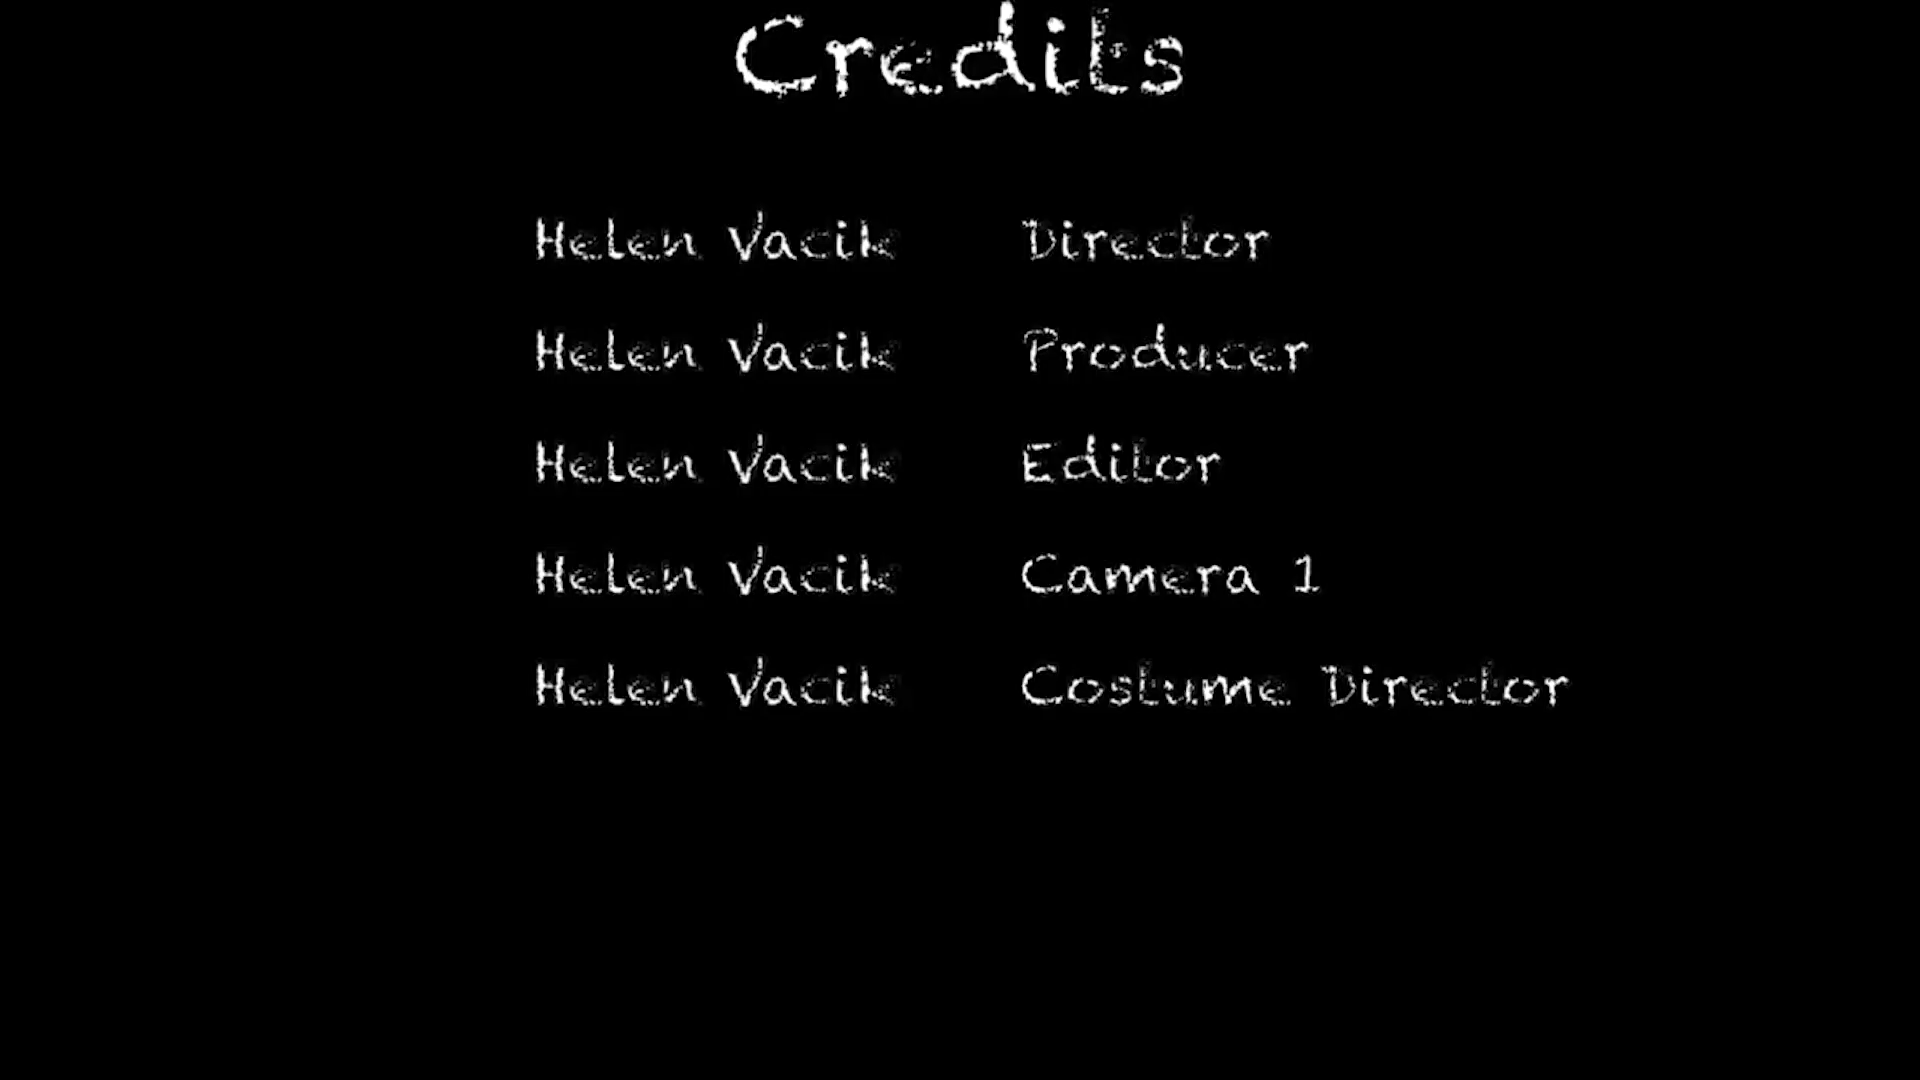 Credits
Helen Vacik Director
Helen Vacik Producer
Helen Vacik Editor
Helen Vacik Camera 1
Helen Vacik Costume Director